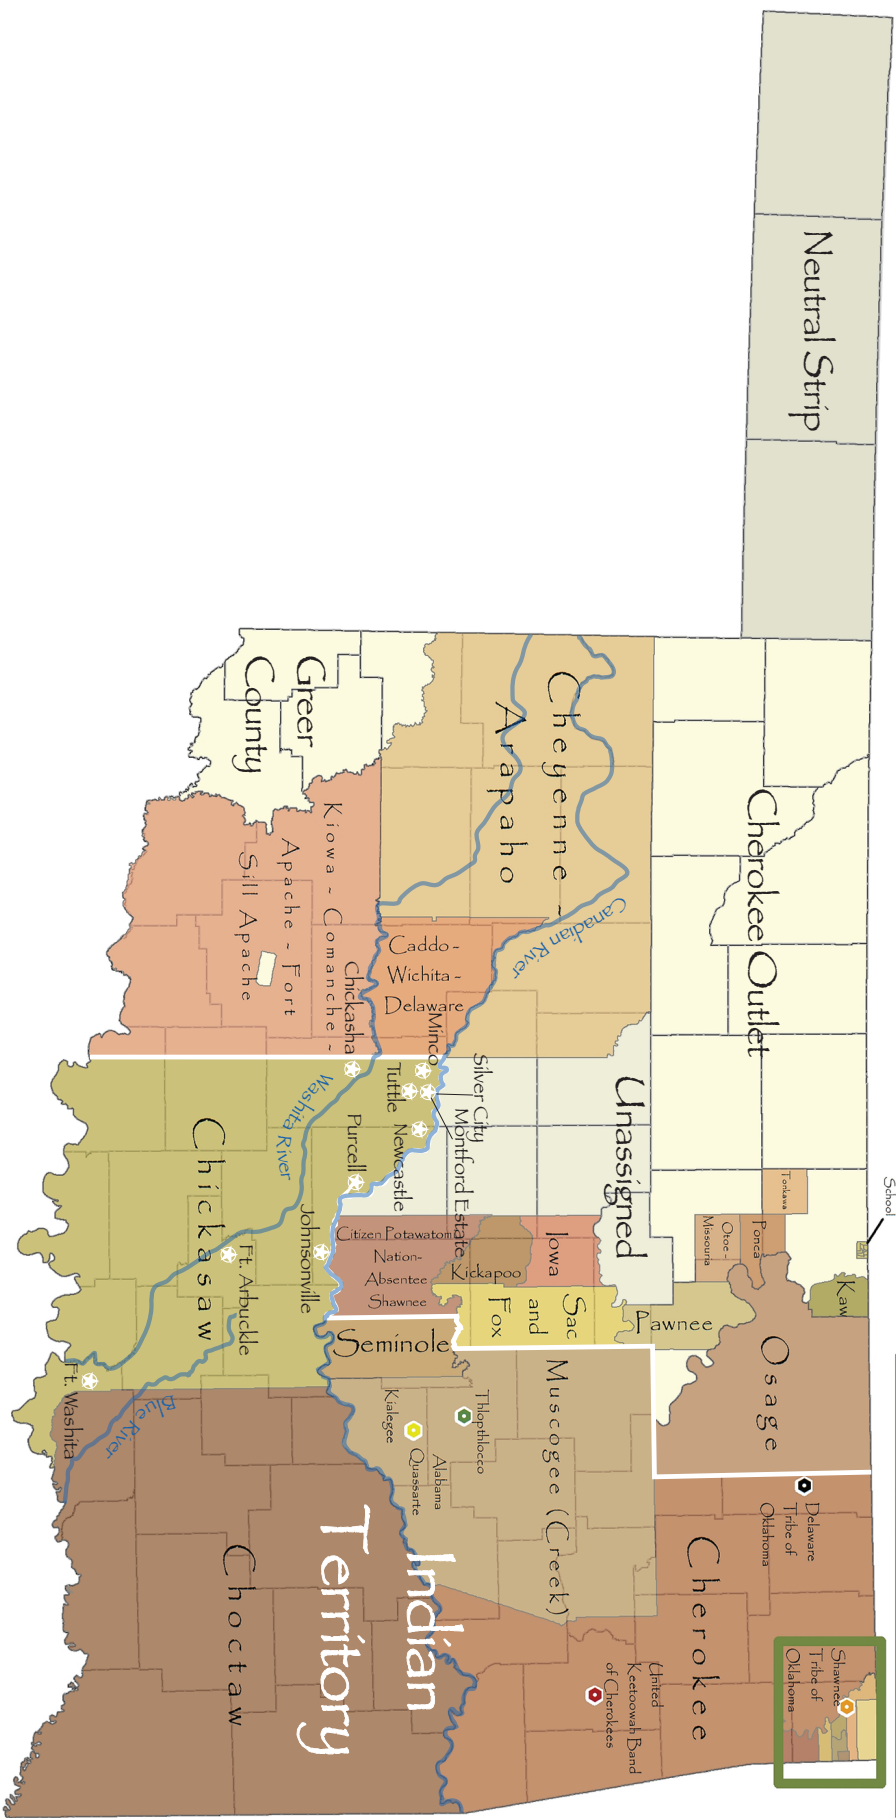 Neutral Strip
Cherokee Outlet
School
Tonkawa
Ponca
Otoe-
Missouria
Kaw
Osage
Pawnee
Cheyenne -
Arapaho
Canadian River
Unassigned
Iowa
Sac
and
Fox
Kickapoo
Citizen Potawatomi
Nation-
Absentee
Shawnee
Caddo -
Wichita -
Delaware
Greer
County
Kiowa - Comanche -
Apache - Fort
Sill Apache
Chickasha
Minco
Tuttle
Silver City
Montford Estate
Newcastle
Purcell
Johnsonville
Washita River
Chickasaw
Ft. Arbuckle
Ft. Washita
Blue River
Seminole
Muscogee (Creek)
Thlopthlocco
Alabama
Quassarte
Kialegee
Cherokee
Delaware
Tribe of
Oklahoma
Shawnee
Tribe of
Oklahoma
United
Keetoowah Band
of Cherokees
Indian
Territory
Choctaw